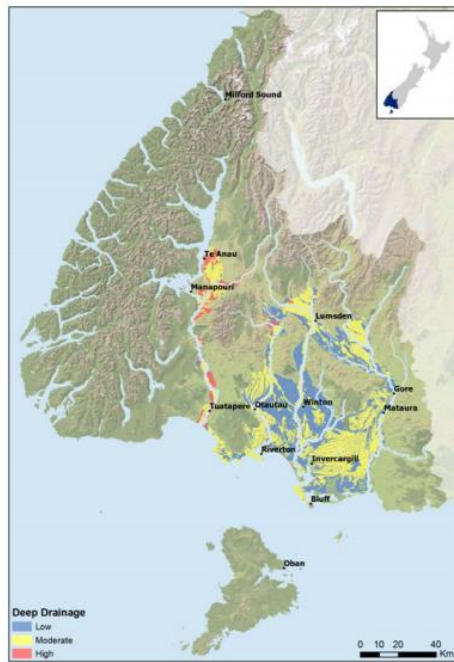 Milford Sound
Te Anau
Manapouri
Lumsden
Gore
Tuatapere
Otautau
Winton
Mataura
Riverton
Invercargill
Bluff
Oban
Deep Drainage
Low
Moderate
High
0 10 20 40
Km